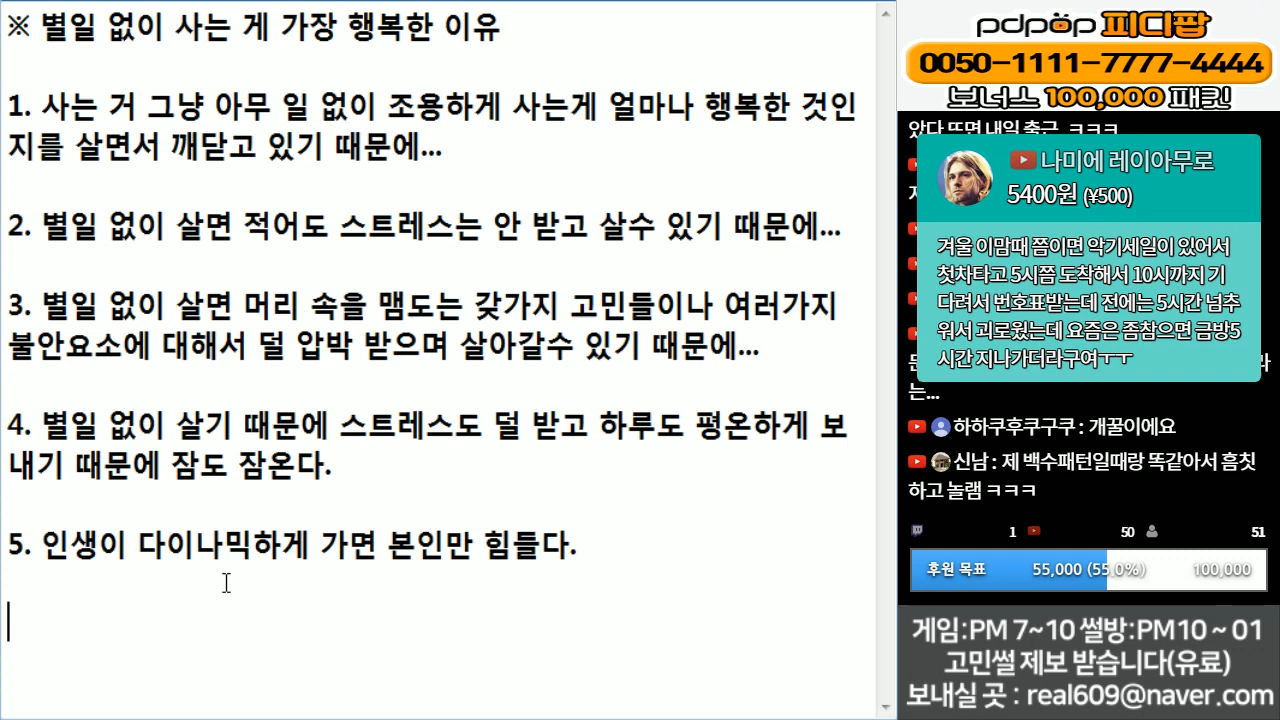 ※ 별일 없이 사는 게 가장 행복한 이유
1. 사는 거 그냥 아무 일 없이 조용하게 사는게 얼마나 행복한 것인
지를 살면서 깨닫고 있기 때문에...
2. 별일 없이 살면 적어도 스트레스는 안 받고 살수 있기 때문에...
3. 별일 없이 살면 머리 속을 맴도는 갖가지 고민들이나 여러가지
불안요소에 대해서 덜 압박 받으며 살아갈수 있기 때문에...
4. 별일 없이 살기 때문에 스트레스도 덜 받고 하루도 평온하게 보
내기 때문에 잠도 잠온다.
5. 인생이 다이나믹하게 가면 본인만 힘들다.
pdpop 피디팝
0050-1111-7777-4444
보너스 100,000 패킷
았다 뜨면 내일 출근 ㅋㅋㅋ
나미에 레이아무로
5400원 (¥500)
겨울 이맘때 쯤이면 악기세일이 있어서
첫차타고 5시쯤 도착해서 10시까지 기
다려서 번호표받는데 전에는 5시간 넘추
워서 괴로웠는데 요즘은 좀참으면 금방5
시간 지나가더라구여ㅜㅜ
는...
하하쿠후쿠구쿠 : 개꿀이에요
신남 : 제 백수패턴일때랑 똑같아서 흠칫
하고 놀램 ㅋㅋㅋ
1 50 51
후원 목표 55,000 (55.0%) 100,000
게임:PM 7~10 썰방:PM10 ~ 01
고민썰 제보 받습니다(유료)
보내실 곳 : real609@naver.com